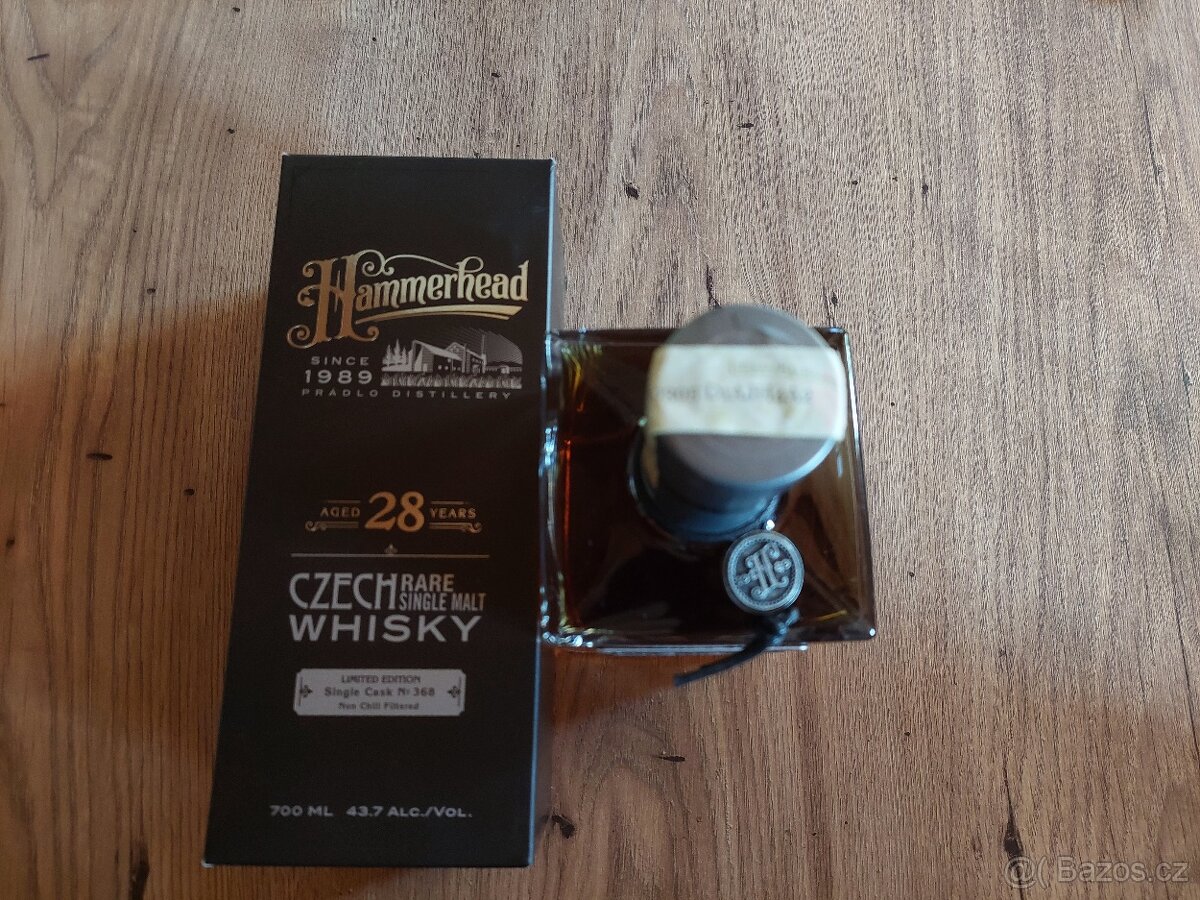 Hammerhead
SINCE
1989
PRÁDLO DISTILLERY
AGED 28 YEARS
CZECH RARE
SINGLE MALT
WHISKY
LIMITED EDITION
Single Cask No 368
Non Chill Filtered
700 ML 43.7 ALC./VOL.
H
@( Bazos.cz